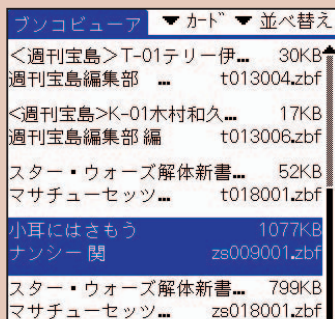 ブンコビューア ▼ カード ▼ 並べ替え
＜週刊宝島＞T-01テリー伊... 30KB
週刊宝島編集部 ... t013004.zbf
<週刊宝島>K-01木村和久... 17KB
週刊宝島編集部 編 t013006.zbf
スター・ウォーズ解体新書... 52KB
マサチューセッツ... t018001.zbf
小耳にはさもう 1077KB
ナンシー 関 zs009001.zbf
スター・ウォーズ解体新書... 799KB
マサチューセッツ... zs018001.zbf